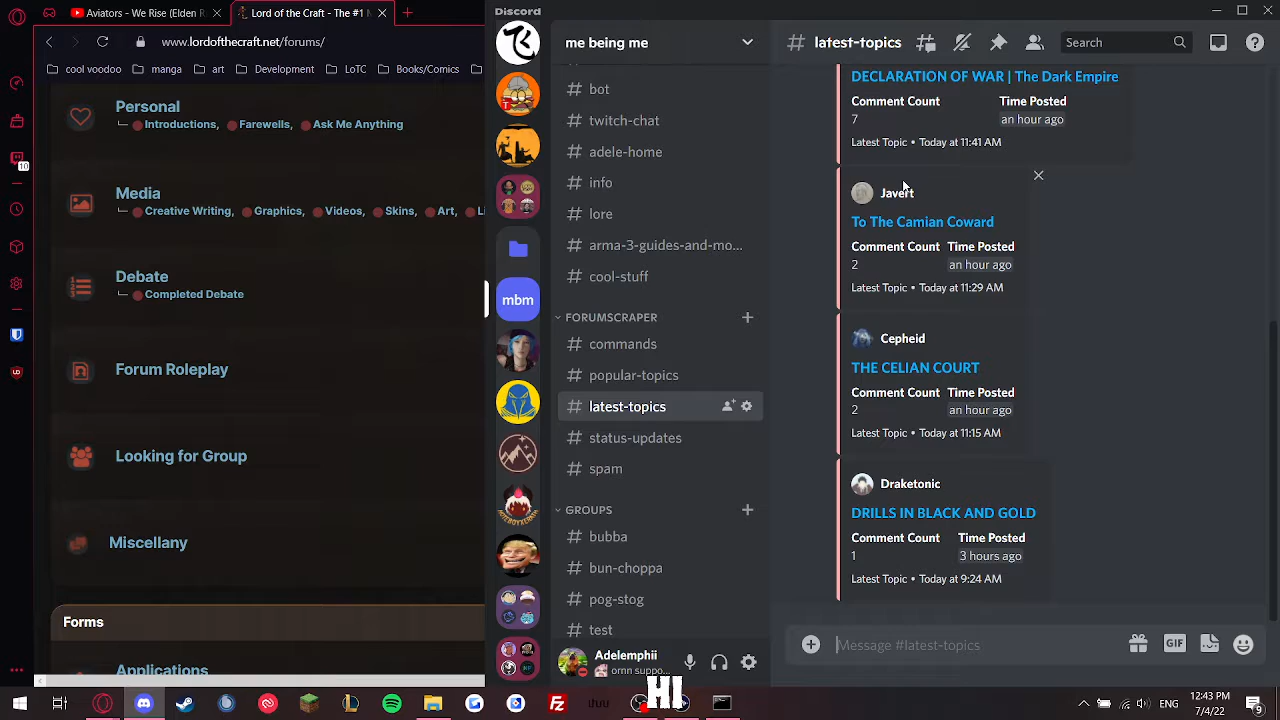 Aviators - We Rise (Elden R
Lord of the Craft - The #1 M
www.lordofthecraft.net/forums/
cool voodoo
manga
art
Development
LoTC
Books/Comics
Personal
Introductions, Farewells, Ask Me Anything
Media
Creative Writing, Graphics, Videos, Skins, Art, Li
Debate
Completed Debate
Forum Roleplay
Looking for Group
Miscellany
Forms
Applications
10
Discord
mbm
me being me
bot
twitch-chat
adele-home
info
lore
arma-3-guides-and-mo...
cool-stuff
FORUMSCRAPER
commands
popular-topics
latest-topics
status-updates
spam
GROUPS
bubba
bun-choppa
pog-stog
test
Adelemphii
orn suppo...
latest-topics
Search
DECLARATION OF WAR | The Dark Empire
Comment Count Time Posted
7 an hour ago
Latest Topic • Today at 11:41 AM
Javert
To The Camian Coward
Comment Count Time Posted
2 an hour ago
Latest Topic • Today at 11:29 AM
Cepheid
THE CELIAN COURT
Comment Count Time Posted
2 an hour ago
Latest Topic • Today at 11:15 AM
Draketonic
DRILLS IN BLACK AND GOLD
Comment Count Time Posted
1 3 hours ago
Latest Topic • Today at 9:24 AM
Message #latest-topics
GIF
HI
ENG
12:43 PM
7/4/22